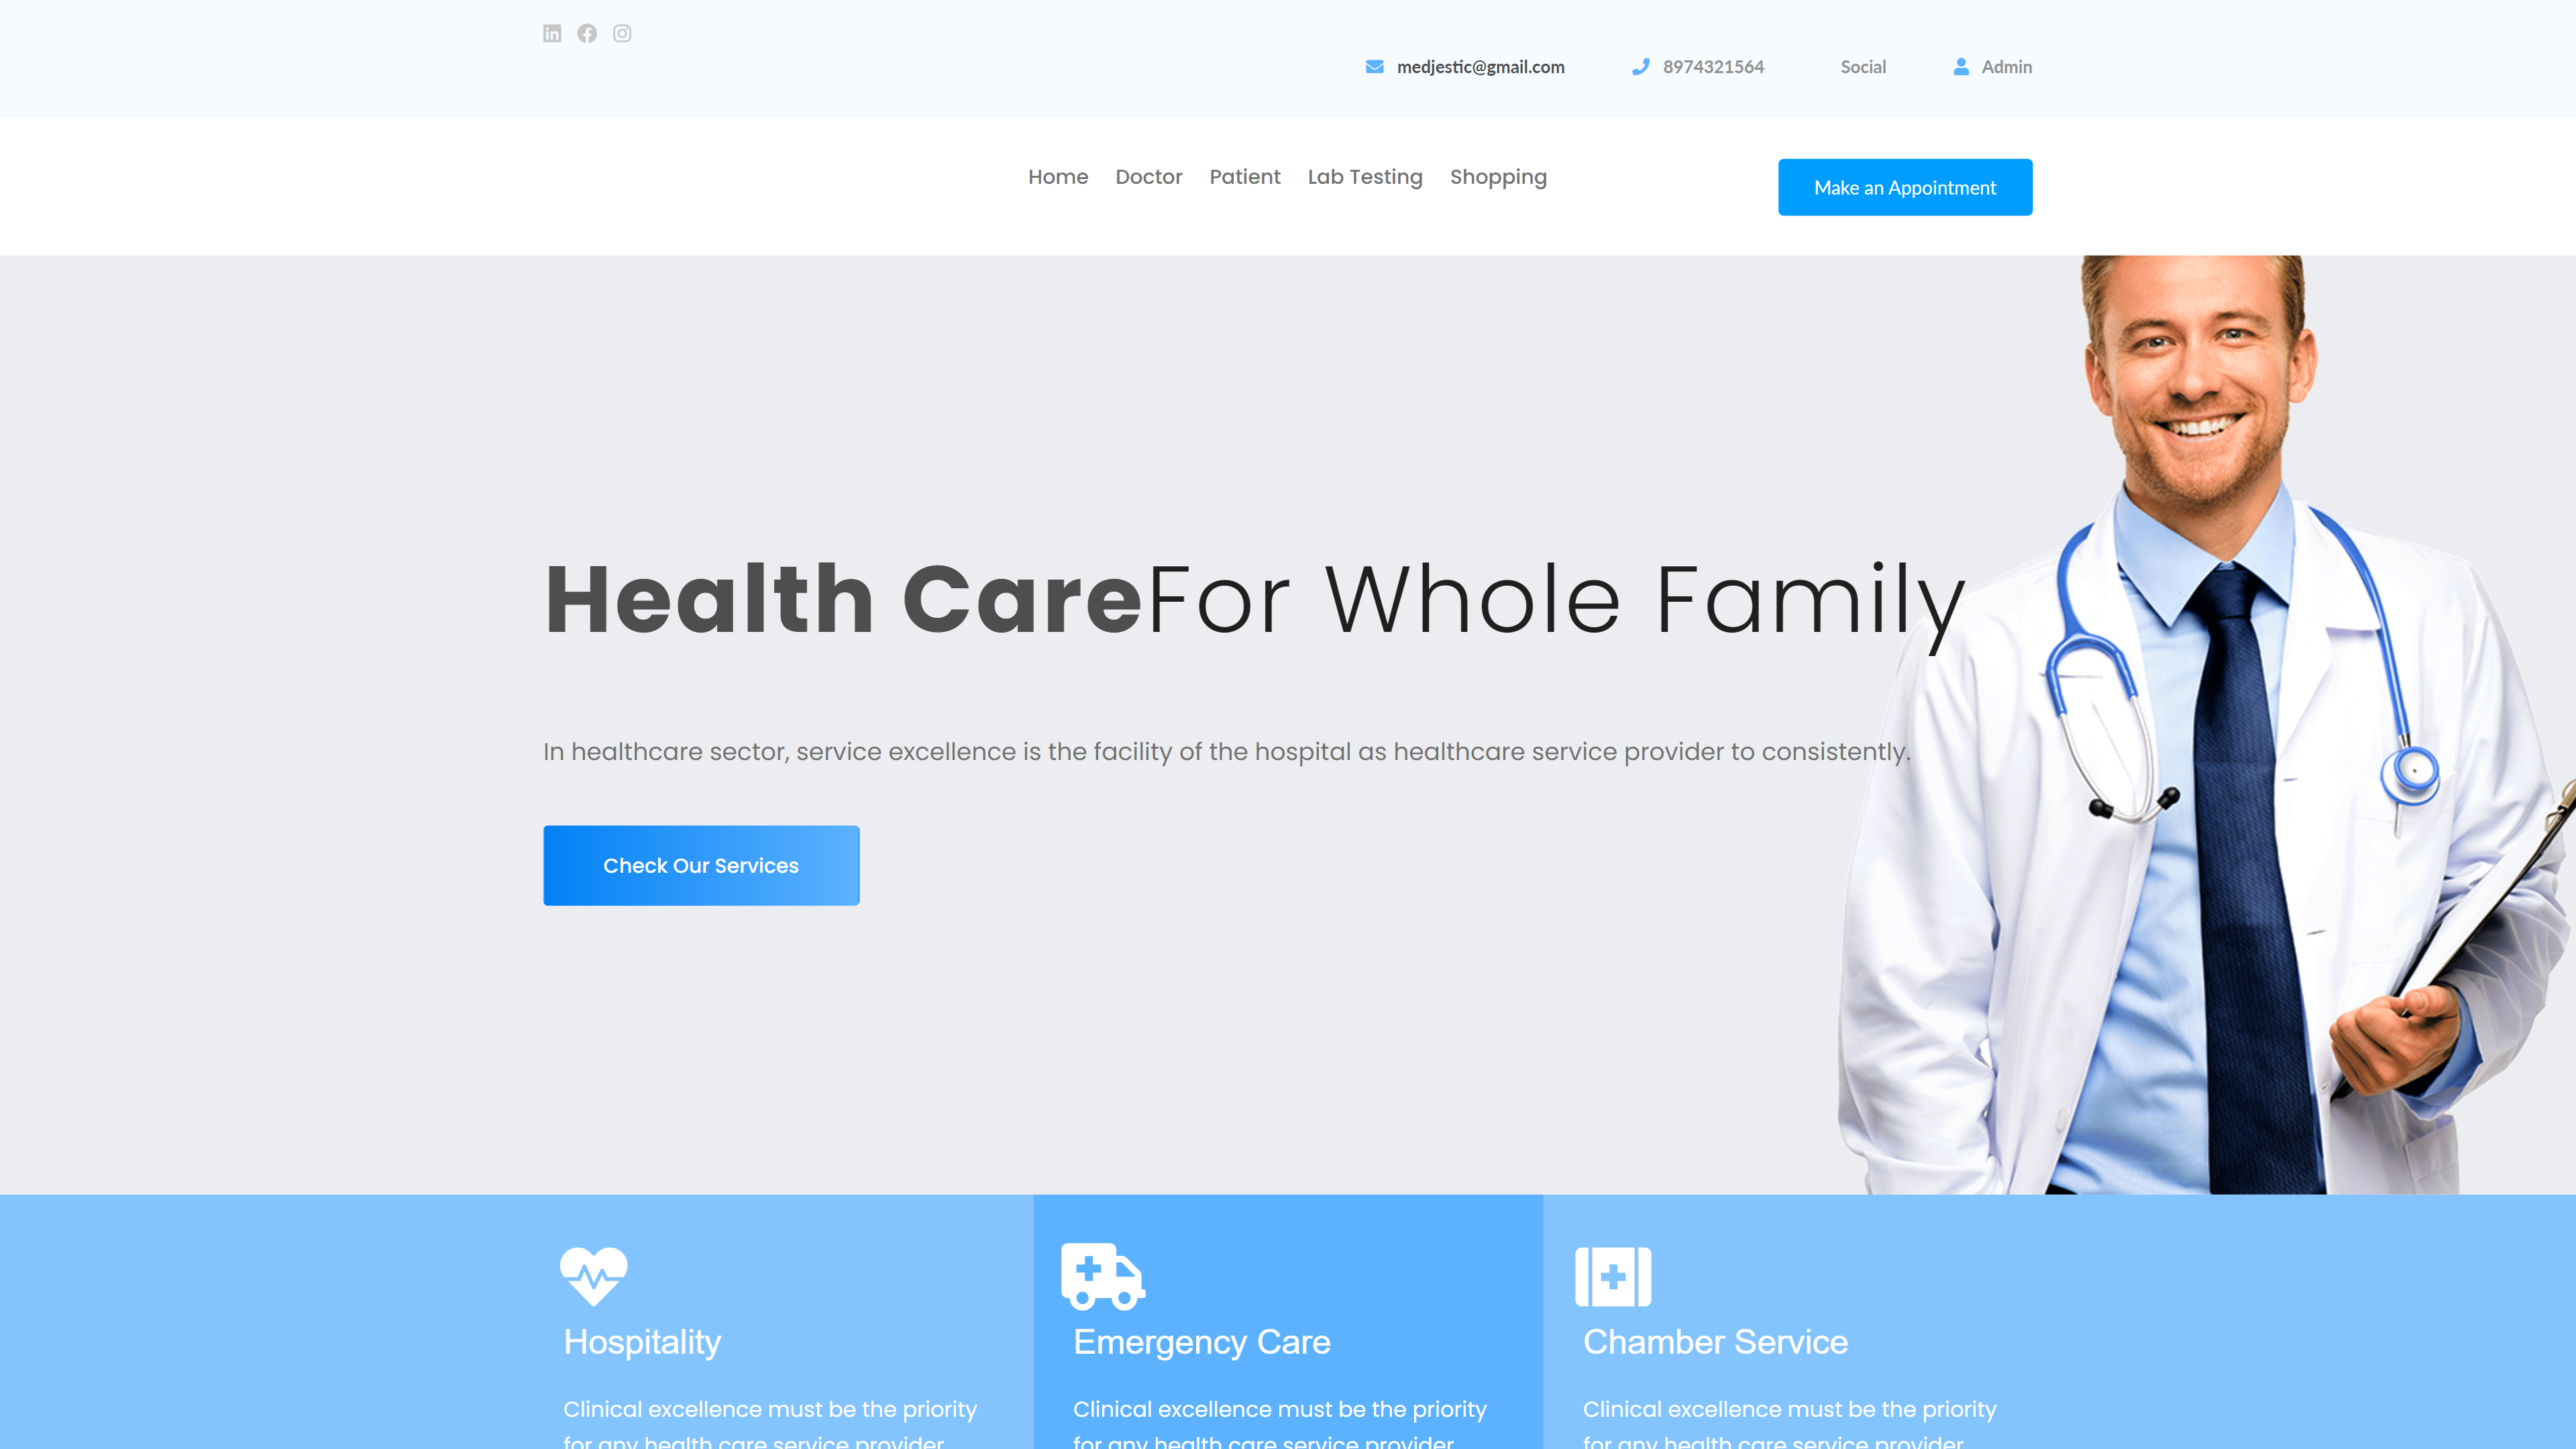 medjestic@gmail.com 8974321564 Social Admin
Home Doctor Patient Lab Testing Shopping
Make an Appointment
Health CareFor Whole Family
In healthcare sector, service excellence is the facility of the hospital as healthcare service provider to consistently.
Check Our Services
Hospitality
Clinical excellence must be the priority
for any health care service provider
Emergency Care
Clinical excellence must be the priority
for any health care service provider
Chamber Service
Clinical excellence must be the priority
for any health care service provider